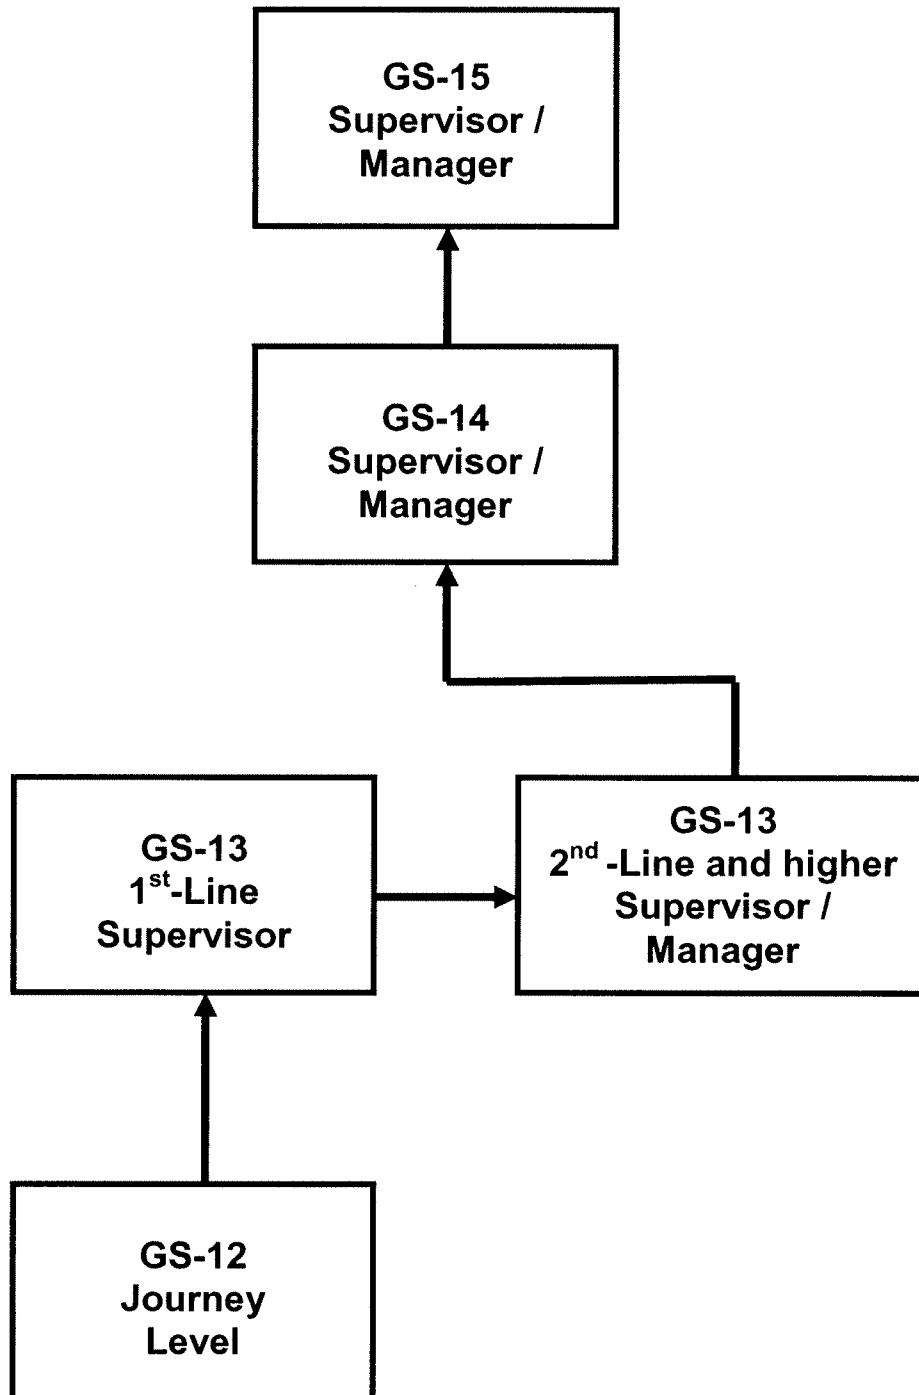 GS-15
Supervisor /
Manager
GS-14
Supervisor /
Manager
GS-13
1st-Line
Supervisor
GS-13
2nd -Line and higher
Supervisor /
Manager
GS-12
Journey
Level